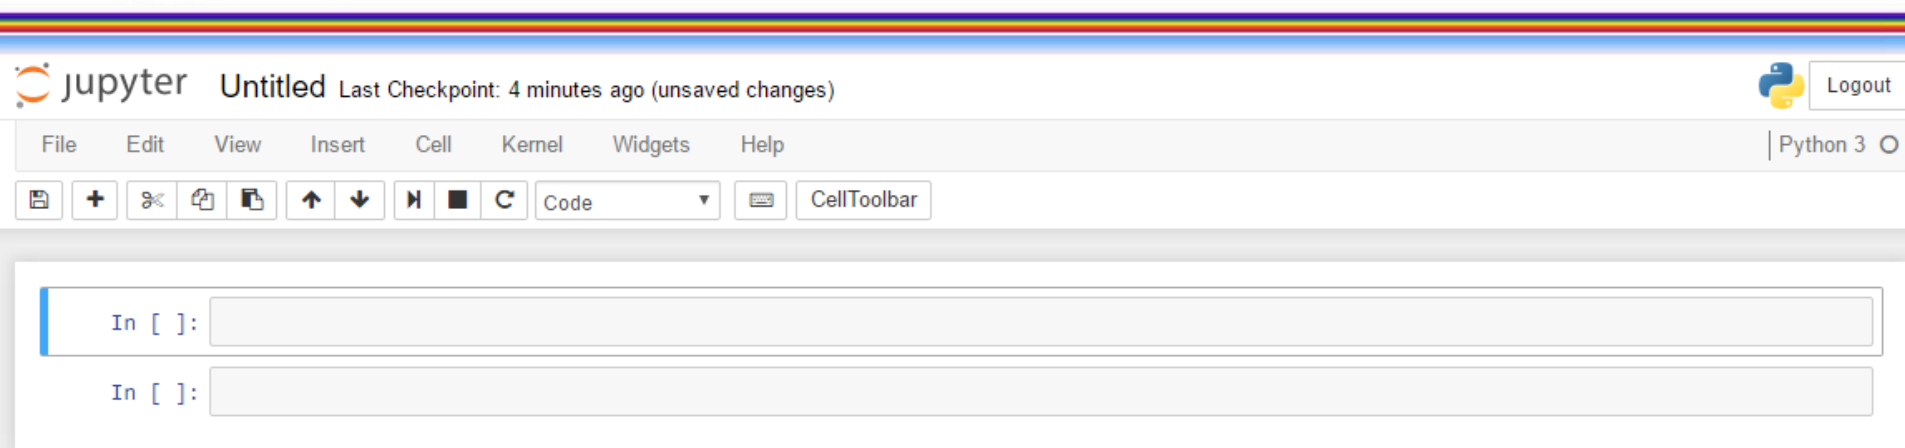 jupyter Untitled Last Checkpoint: 4 minutes ago (unsaved changes) Logout
File Edit View Insert Cell Kernel Widgets Help Python 3
Code CellToolbar
In [ ]:
In [ ]: